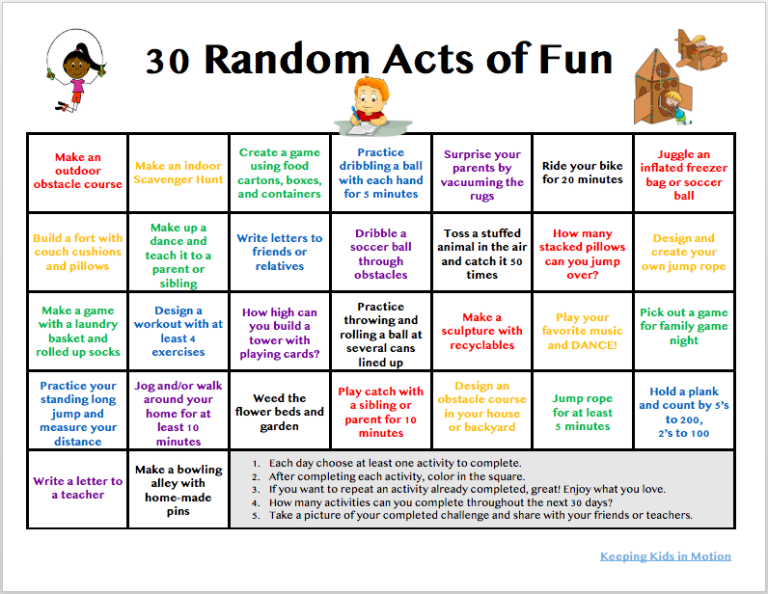 30 Random Acts of Fun
Make an
outdoor
obstacle course
Make an indoor
Scavenger Hunt
Create a game
using food
cartons, boxes,
and containers
Practice
dribbling a ball
with each hand
for 5 minutes
Surprise your
parents by
vacuuming the
rugs
Ride your bike
for 20 minutes
Juggle an
inflated freezer
bag or soccer
ball
Build a fort with
couch cushions
and pillows
Make up a
dance and
teach it to a
parent or
sibling
Write letters to
friends or
relatives
Dribble a
soccer ball
through
obstacles
Toss a stuffed
animal in the air
and catch it 50
times
How many
stacked pillows
can you jump
over?
Design and
create your
own jump rope
Make a game
with a laundry
basket and
rolled up socks
Design a
workout with at
least 4
exercises
How high can
you build a
tower with
playing cards?
Practice
throwing and
rolling a ball at
several cans
lined up
Make a
sculpture with
recyclables
Play your
favorite music
and DANCE!
Pick out a game
for family game
night
Practice your
standing long
jump and
measure your
distance
Jog and/or walk
around your
home for at
least 10
minutes
Weed the
flower beds and
garden
Play catch with
a sibling or
parent for 10
minutes
Design an
obstacle course
in your house
or backyard
Jump rope
for at least
5 minutes
Hold a plank
and count by 5's
to 200,
2's to 100
Write a letter to
a teacher
Make a bowling
alley with
home-made
pins
1. Each day choose at least one activity to complete.
2. After completing each activity, color in the square.
3. If you want to repeat an activity already completed, great! Enjoy what you love.
4. How many activities can you complete throughout the next 30 days?
5. Take a picture of your completed challenge and share with your friends or teachers.
Keeping Kids in Motion